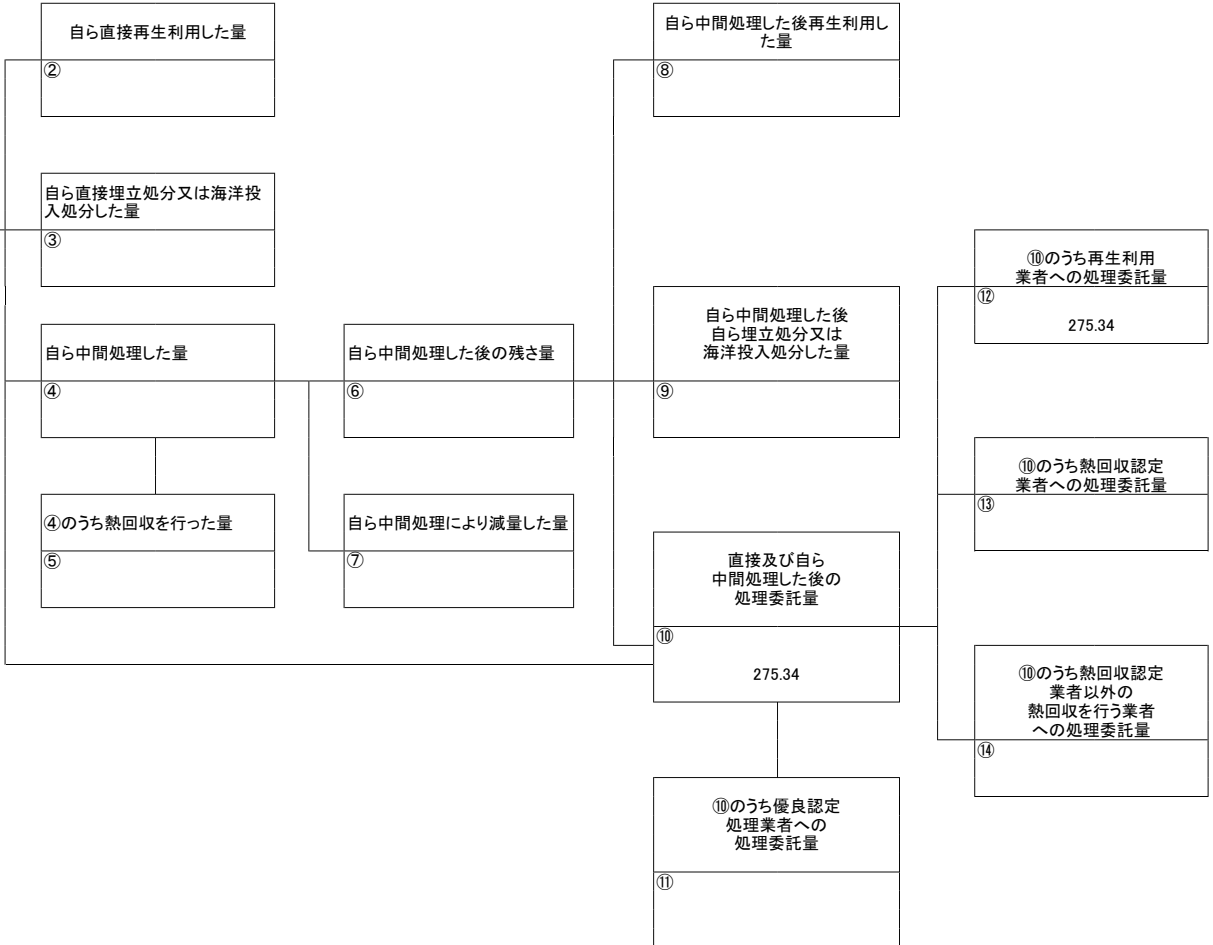 自ら直接再生利用した量
②
自ら直接埋立処分又は海洋投
入処分した量
③
自ら中間処理した量
④
④のうち熱回収を行った量
⑤
自ら中間処理した後の残さ量
⑥
自ら中間処理により減量した量
⑦
自ら中間処理した後再生利用し
た量
⑧
自ら中間処理した後
自ら埋立処分又は
海洋投入処分した量
⑨
直接及び自ら
中間処理した後の
処理委託量
⑩
275.34
⑩のうち優良認定
処理業者への
処理委託量
⑪
⑩のうち再生利用
業者への処理委託量
⑫
275.34
⑩のうち熱回収認定
業者への処理委託量
⑬
⑩のうち熱回収認定
業者以外の
熱回収を行う業者
への処理委託量
⑭